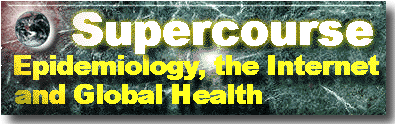 Supercourse
Epidemiology, the Internet
and Global Health